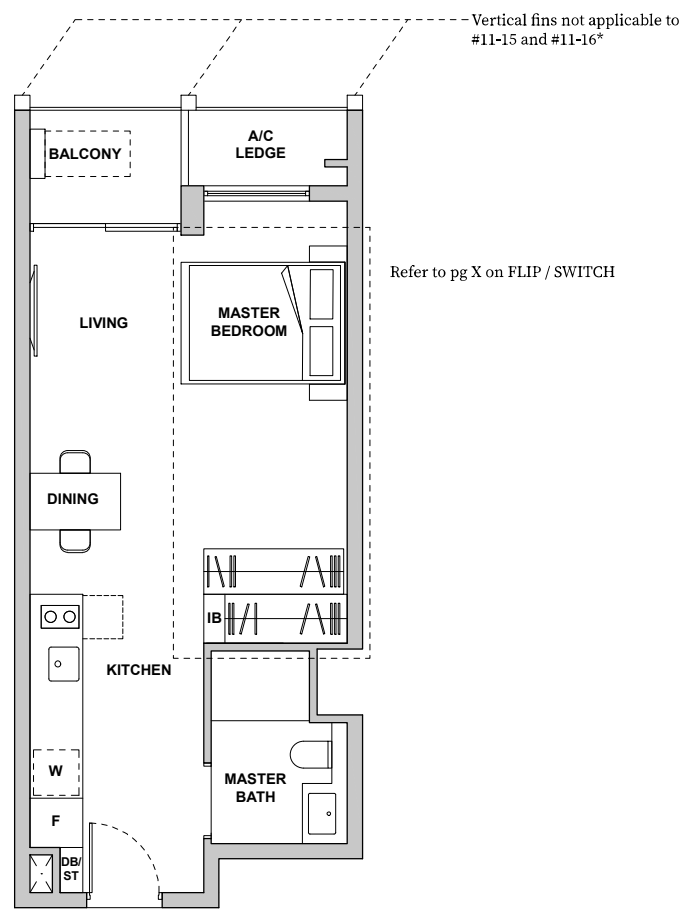 Vertical fins not applicable to
#11-15 and #11-16*
A/C
LEDGE
BALCONY
Refer to pg X on FLIP / SWITCH
LIVING
MASTER
BEDROOM
DINING
IB
KITCHEN
W
MASTER
BATH
F
DB/
ST